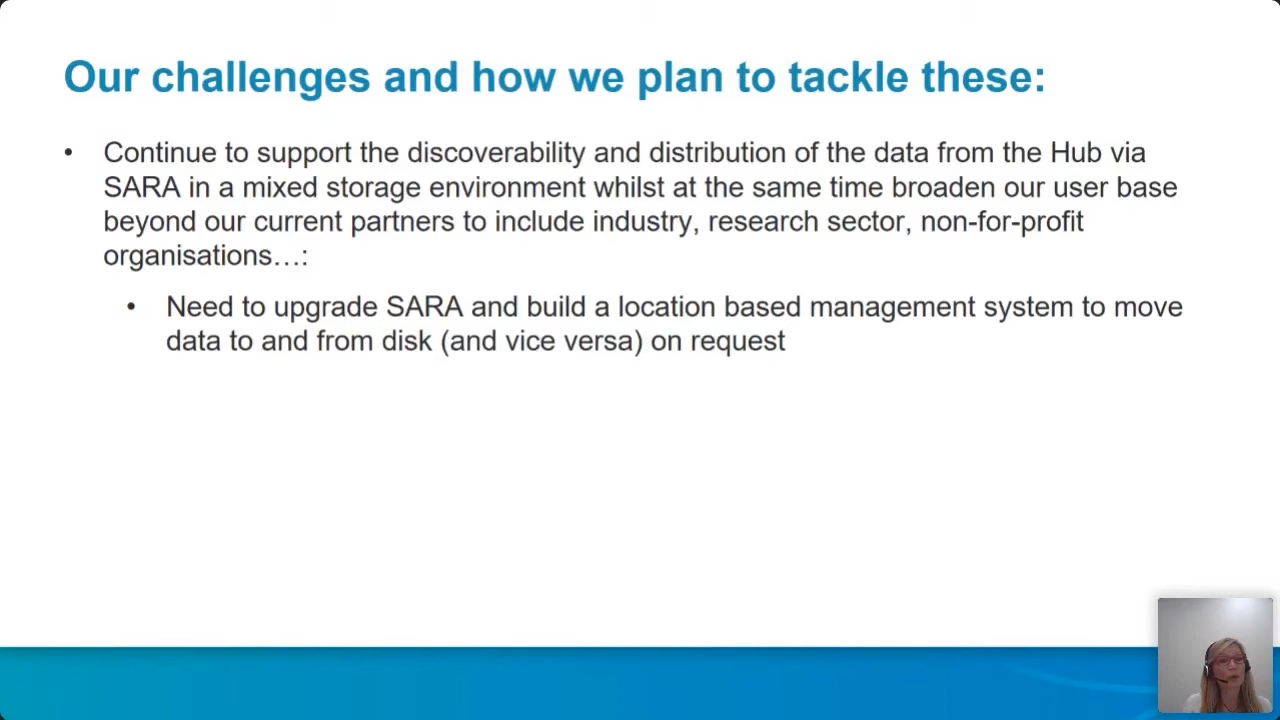 Our challenges and how we plan to tackle these:
• Continue to support the discoverability and distribution of the data from the Hub via
SARA in a mixed storage environment whilst at the same time broaden our user base
beyond our current partners to include industry, research sector, non-for-profit
organisations…:
• Need to upgrade SARA and build a location based management system to move
data to and from disk (and vice versa) on request